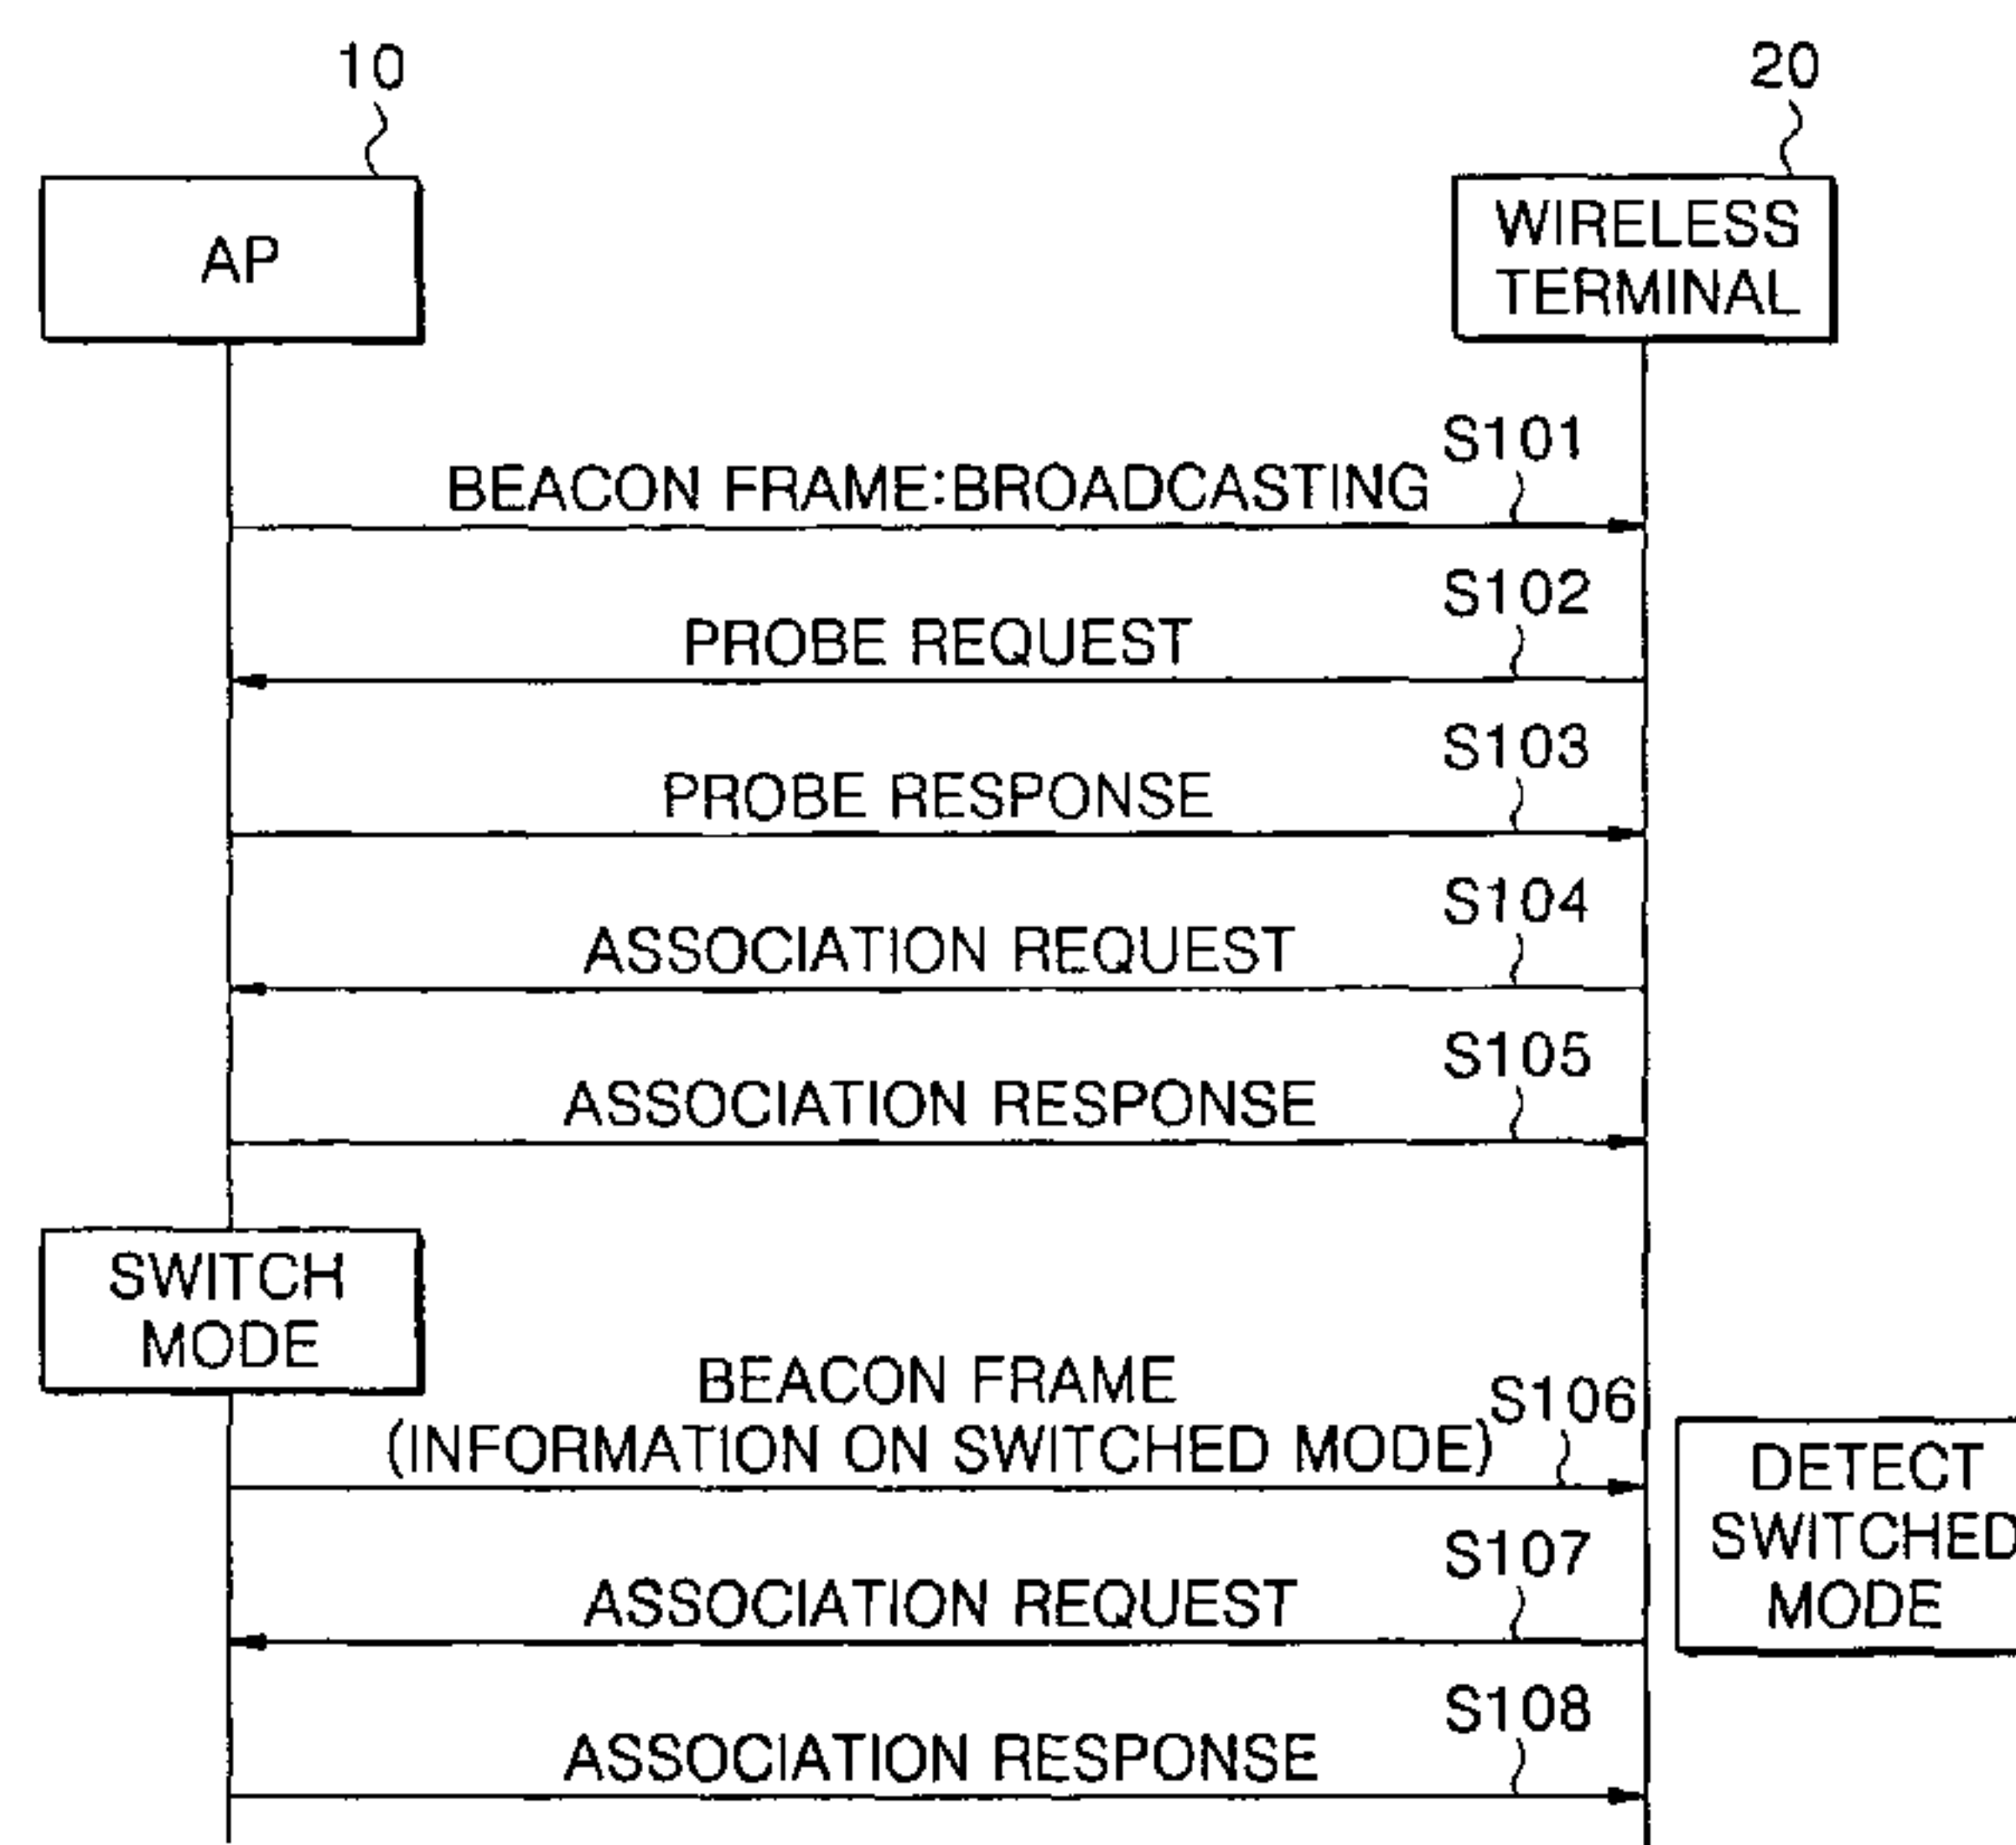 10
20
AP
WIRELESS
TERMINAL
S101
BEACON FRAME:BROADCASTING
S102
PROBE REQUEST
S103
PROBE RESPONSE
S104
ASSOCIATION REQUEST
S105
ASSOCIATION RESPONSE
SWITCH
MODE
BEACON FRAME
(INFORMATION ON SWITCHED MODE)
S106
DETECT
SWITCHED
MODE
S107
ASSOCIATION REQUEST
S108
ASSOCIATION RESPONSE